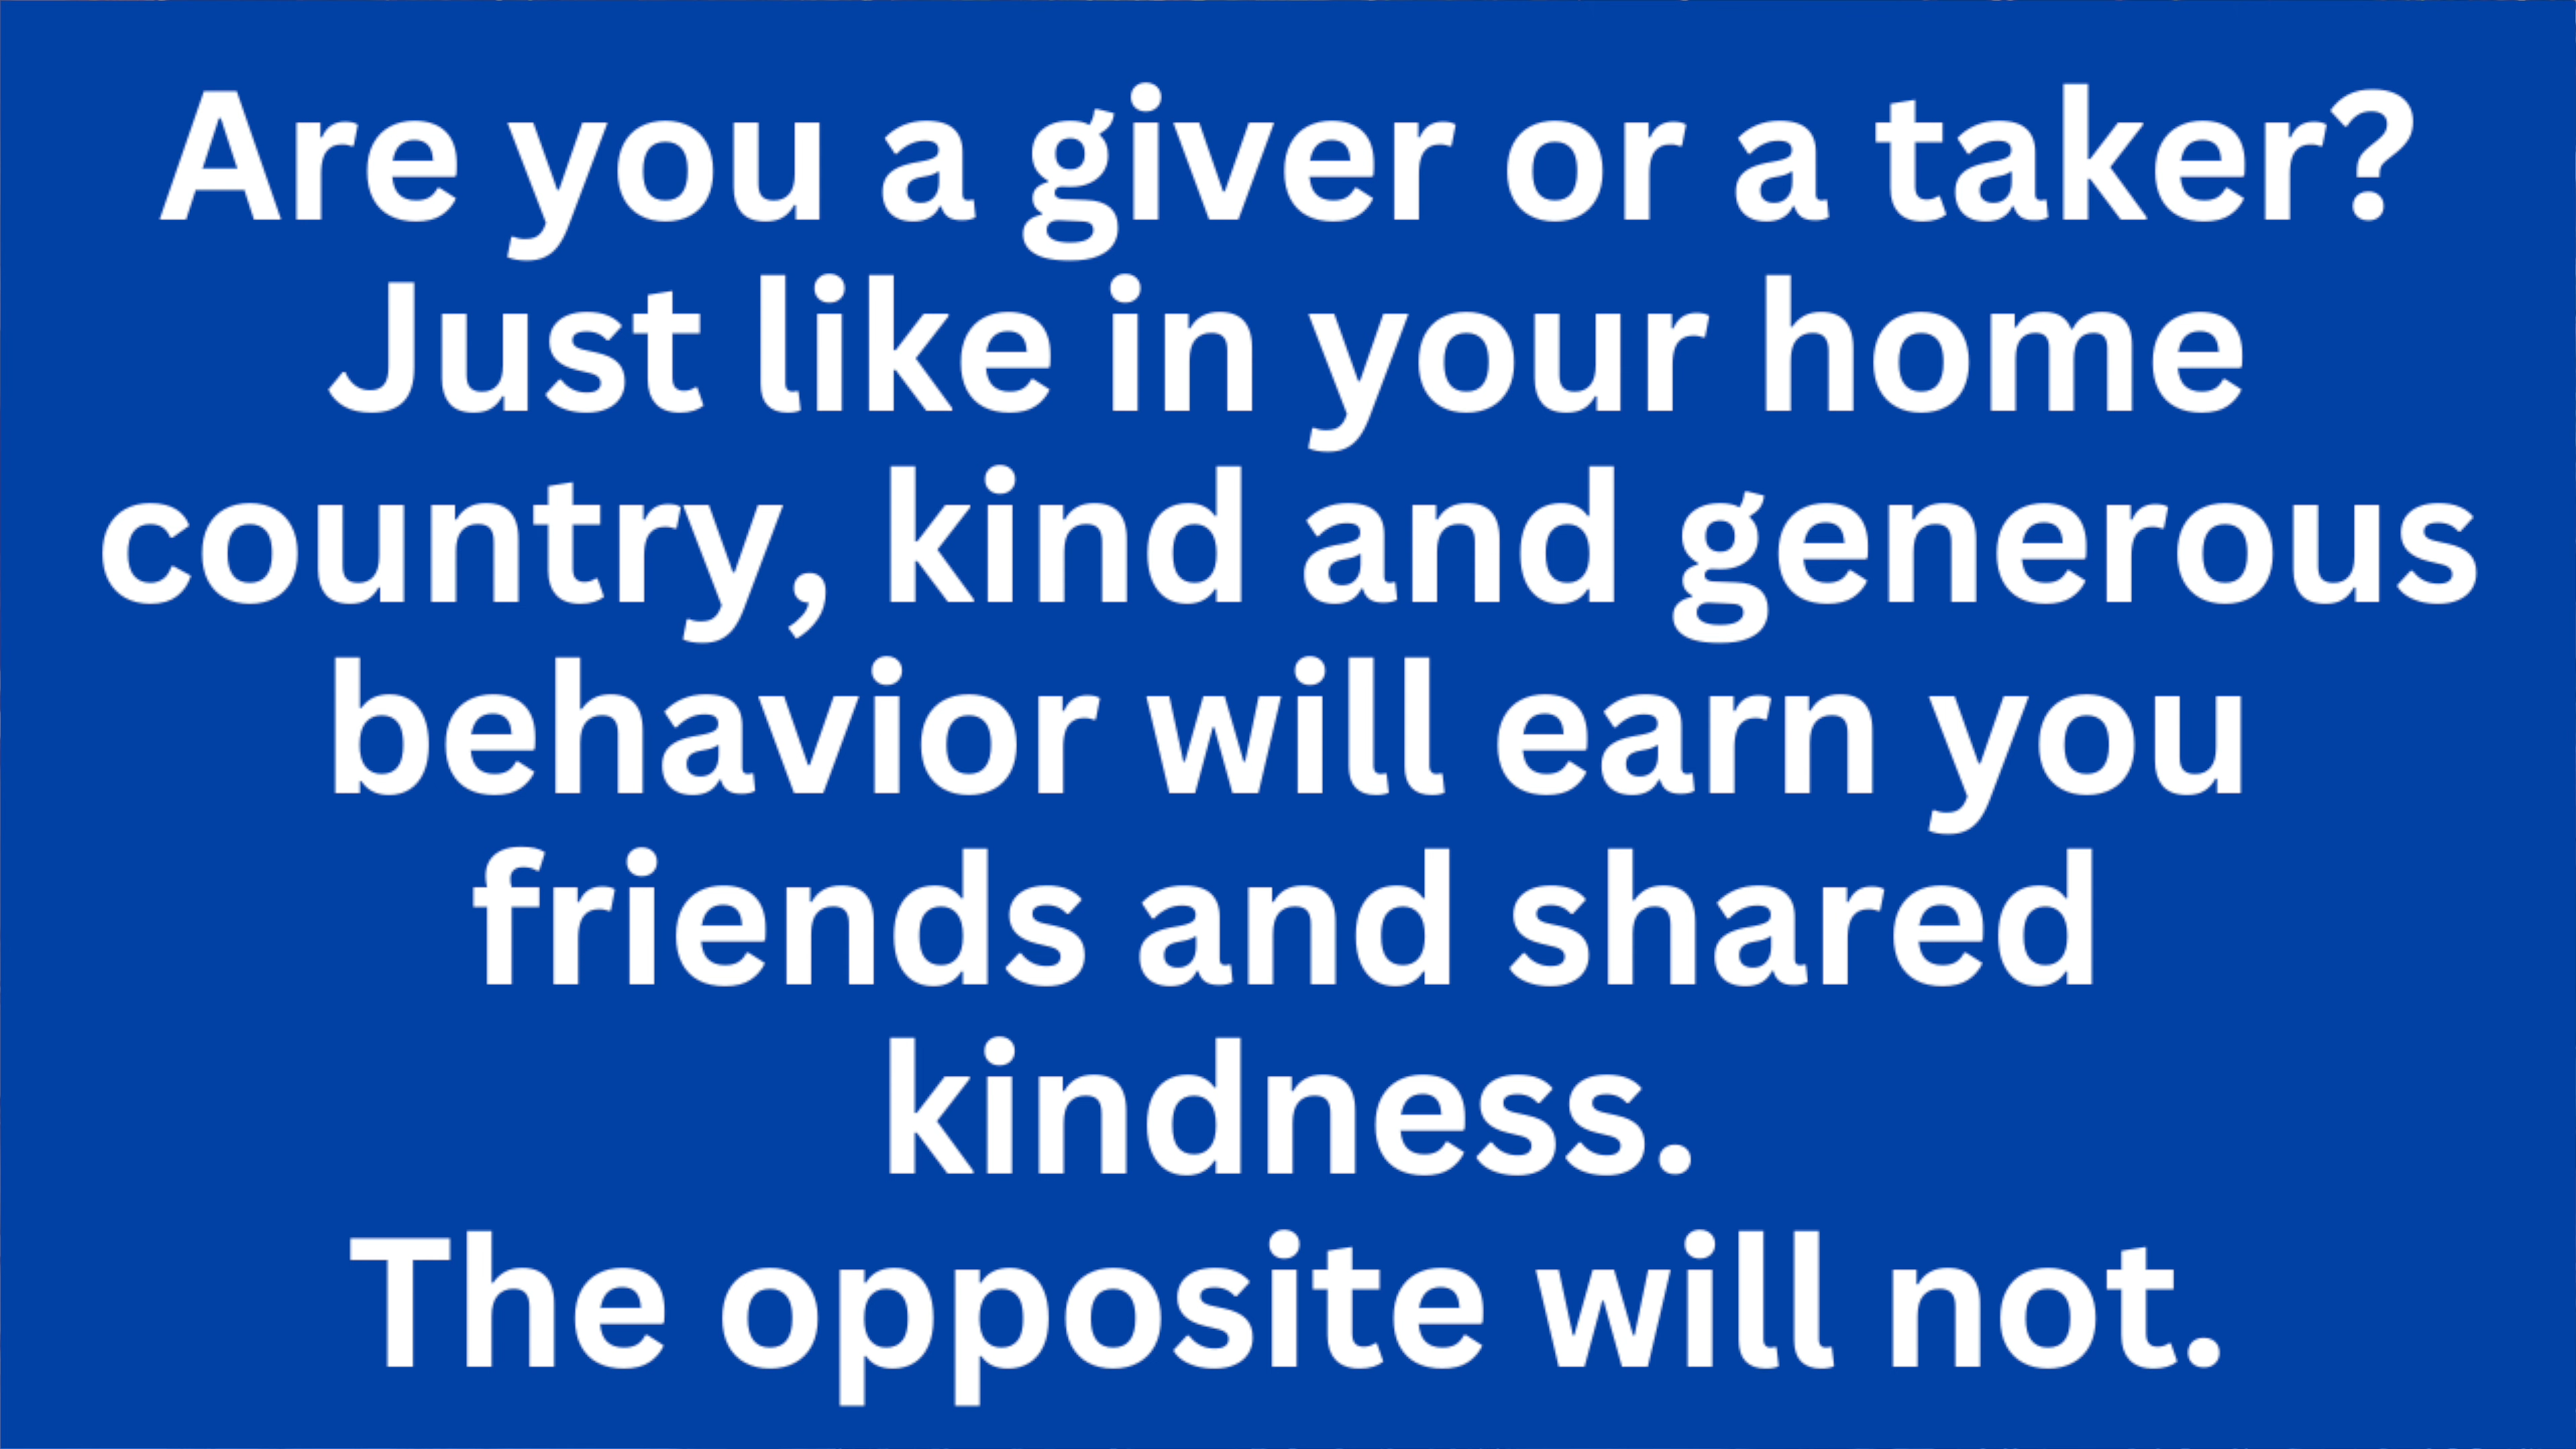 Are you a giver or a taker?
Just like in your home
country, kind and generous
behavior will earn you
friends and shared
kindness.
The opposite will not.